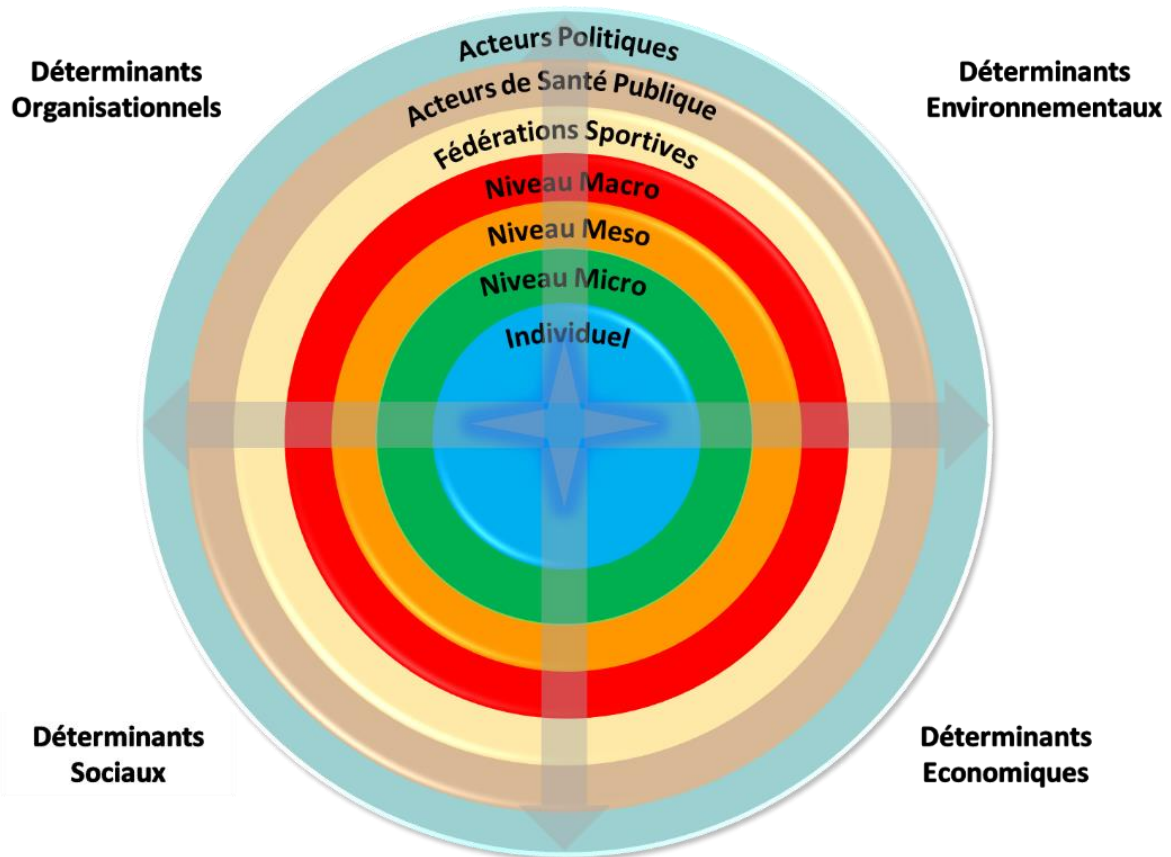 Acteurs Politiques
Déterminants
Organisationnels
Déterminants
Environnementaux
Acteurs de Santé Publique
Fédérations Sportives
Niveau Macro
Niveau Meso
Niveau Micro
Individuel
Déterminants
Sociaux
Déterminants
Economiques